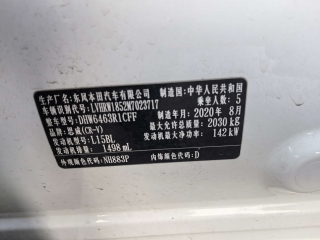 生产厂名: 东风本田汽车有限公司 制造国: 中华人民共和国
车辆识别代号: LVHRW1852M7023717 乘坐人数: 5
整车型号: DHW6463R1CFF 制造年月: 2020年8月
品名: 思威(CR-V) 最大允许总质量: 2030 kg
发动机型号: L15BL 发动机最大净功率: 142 kW
发动机排量: 1498 mL
外观颜色代码: NH883P 内饰颜色代码: D